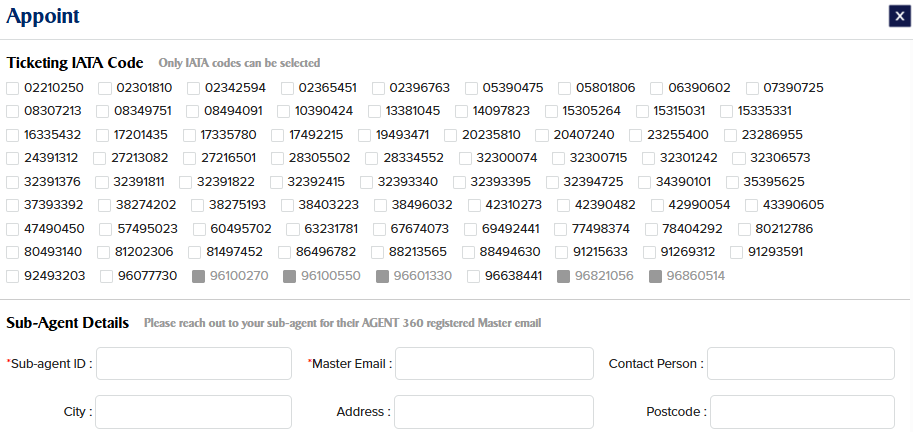 Appoint
X
Ticketing IATA Code Only IATA codes can be selected
02210250 02301810 02342594 02365451 02396763 05390475 05801806 06390602 07390725
08307213 08349751 08494091 10390424 13381045 14097823 15305264 15315031 15335331
16335432 17201435 17335780 17492215 19493471 20235810 20407240 23255400 23286955
24391312 27213082 27216501 28305502 28334552 32300074 32300715 32301242 32306573
32391376 32391811 32391822 32392415 32393340 32393395 32394725 34390101 35395625
37393392 38274202 38275193 38403223 38496032 42310273 42390482 42990054 43390605
47490450 57495023 60495702 63231781 67674073 69492441 77498374 78404292 80212786
80493140 81202306 81497452 86496782 88213565 88494630 91215633 91269312 91293591
92493203 96077730 96100270 96100550 96601330 96638441 96821056 96860514
Sub-Agent Details Please reach out to your sub-agent for their AGENT 360 registered Master email
*Sub-agent ID : *Master Email : Contact Person :
City : Address : Postcode :